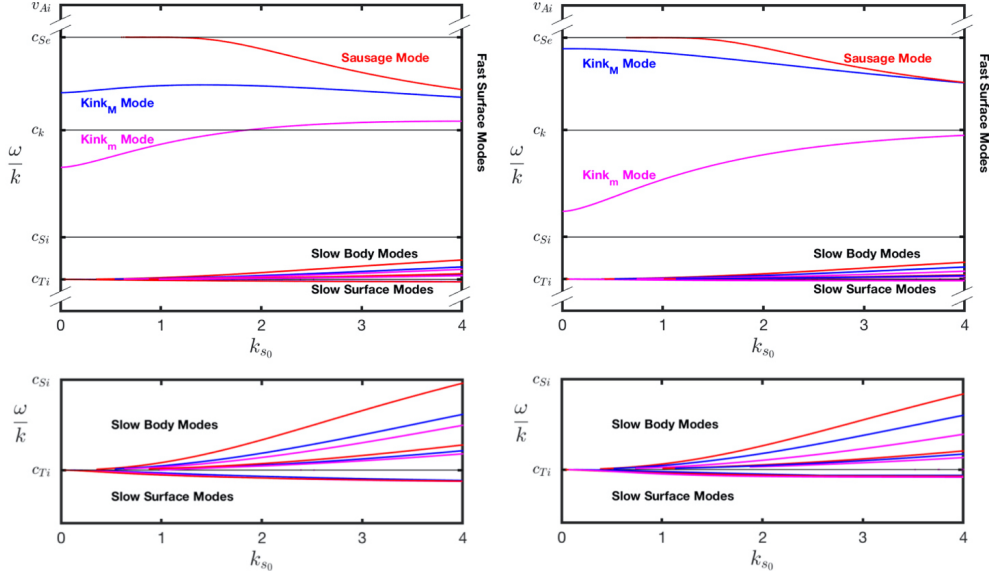 v_Ai
c_Se
Sausage Mode
Kink_M Mode
c_k
Kink_m Mode
ω/k
c_Si
Slow Body Modes
c_Ti
Slow Surface Modes
0 1 2 3 4
k_s₀
Fast Surface Modes
v_Ai
c_Se
Sausage Mode
Kink_M Mode
c_k
ω/k
Kink_m Mode
c_Si
Slow Body Modes
c_Ti
Slow Surface Modes
0 1 2 3 4
k_s₀
Fast Surface Modes
c_Si
ω/k
Slow Body Modes
c_Ti
Slow Surface Modes
0 1 2 3 4
k_s₀
c_Si
ω/k
Slow Body Modes
c_Ti
Slow Surface Modes
0 1 2 3 4
k_s₀